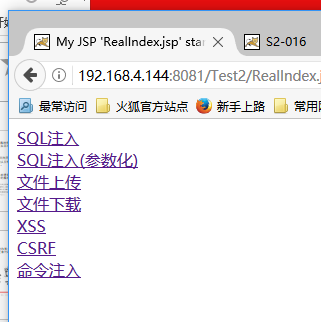 My JSP 'RealIndex.jsp' star
S2-016
192.168.4.144:8081/Test2/RealIndex.j
最常访问 火狐官方站点 新手上路 常用网
SQL注入
SQL注入(参数化)
文件上传
文件下载
XSS
CSRF
命令注入